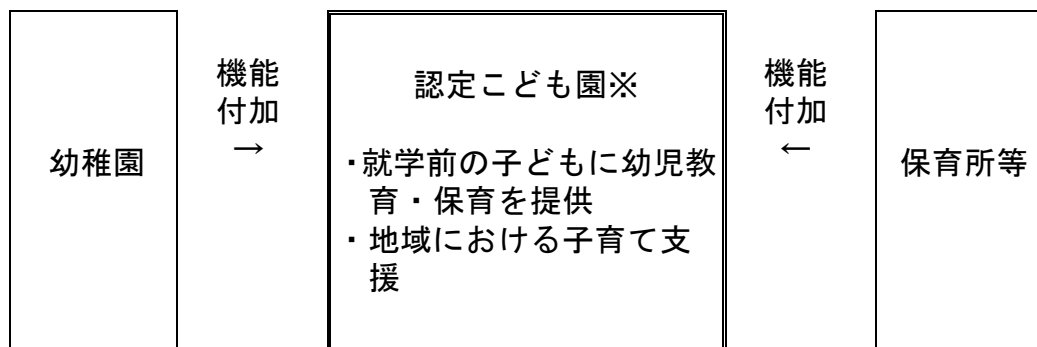 幼稚園
機能
付加
→
認定こども園※
・就学前の子どもに幼児教
育・保育を提供
・地域における子育て支
援
機能
付加
←
保育所等